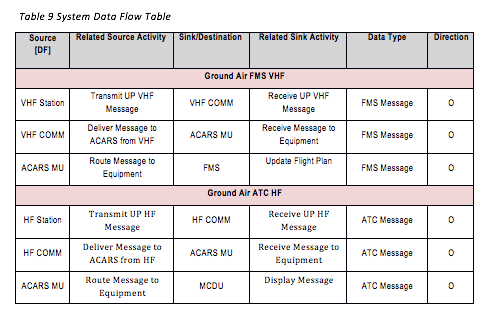 Table 9 System Data Flow Table
Source [DF] Related Source Activity Sink/Destination Related Sink Activity Data Type Direction
Ground Air FMS VHF
VHF Station Transmit UP VHF Message VHF COMM Receive UP VHF Message FMS Message O
VHF COMM Deliver Message to ACARS from VHF ACARS MU Receive Message to Equipment FMS Message O
ACARS MU Route Message to Equipment FMS Update Flight Plan FMS Message O
Ground Air ATC HF
HF Station Transmit UP HF Message HF COMM Receive UP HF Message ATC Message O
HF COMM Deliver Message to ACARS from HF ACARS MU Receive Message to Equipment ATC Message O
ACARS MU Route Message to Equipment MCDU Display Message ATC Message O